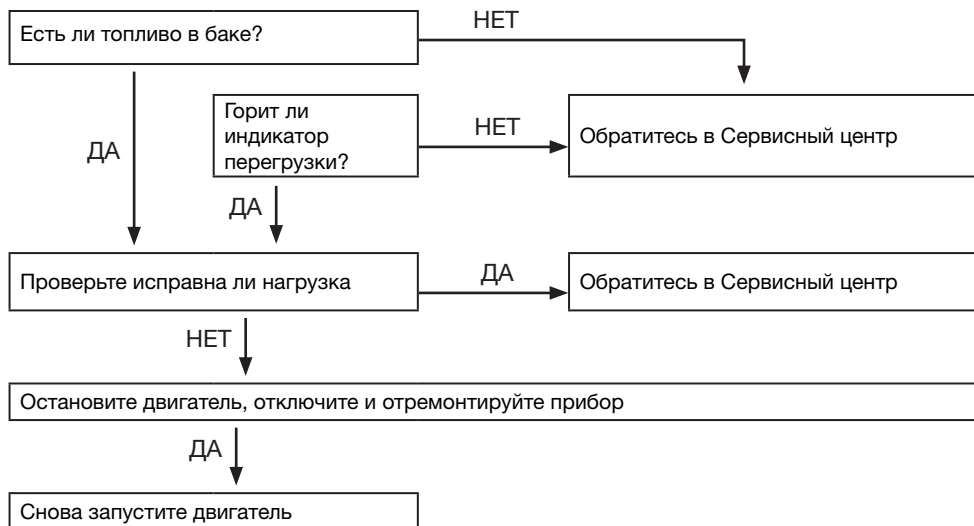 Есть ли топливо в баке?
НЕТ
ДА
Горит ли
индикатор
перегрузки?
НЕТ
Обратитесь в Сервисный центр
ДА
Проверьте исправна ли нагрузка
ДА
Обратитесь в Сервисный центр
НЕТ
Остановите двигатель, отключите и отремонтируйте прибор
ДА
Снова запустите двигатель